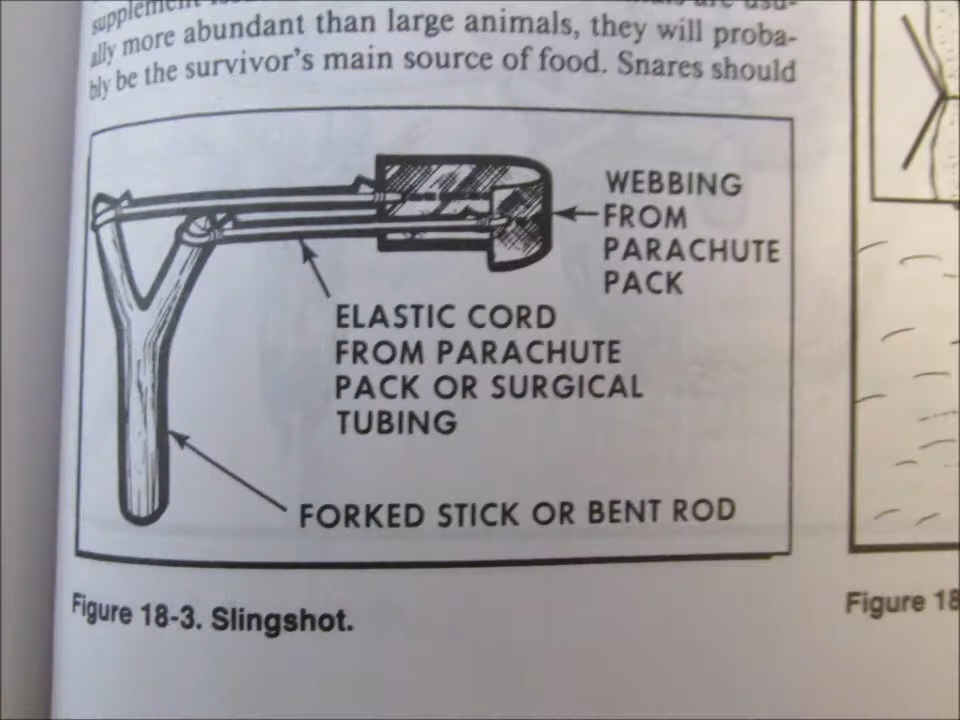 supplement
ally more abundant than large animals, they will proba-
bly be the survivor's main source of food. Snares should
WEBBING
FROM
PARACHUTE
PACK
ELASTIC CORD
FROM PARACHUTE
PACK OR SURGICAL
TUBING
FORKED STICK OR BENT ROD
Figure 18-3. Slingshot.
Figure 18